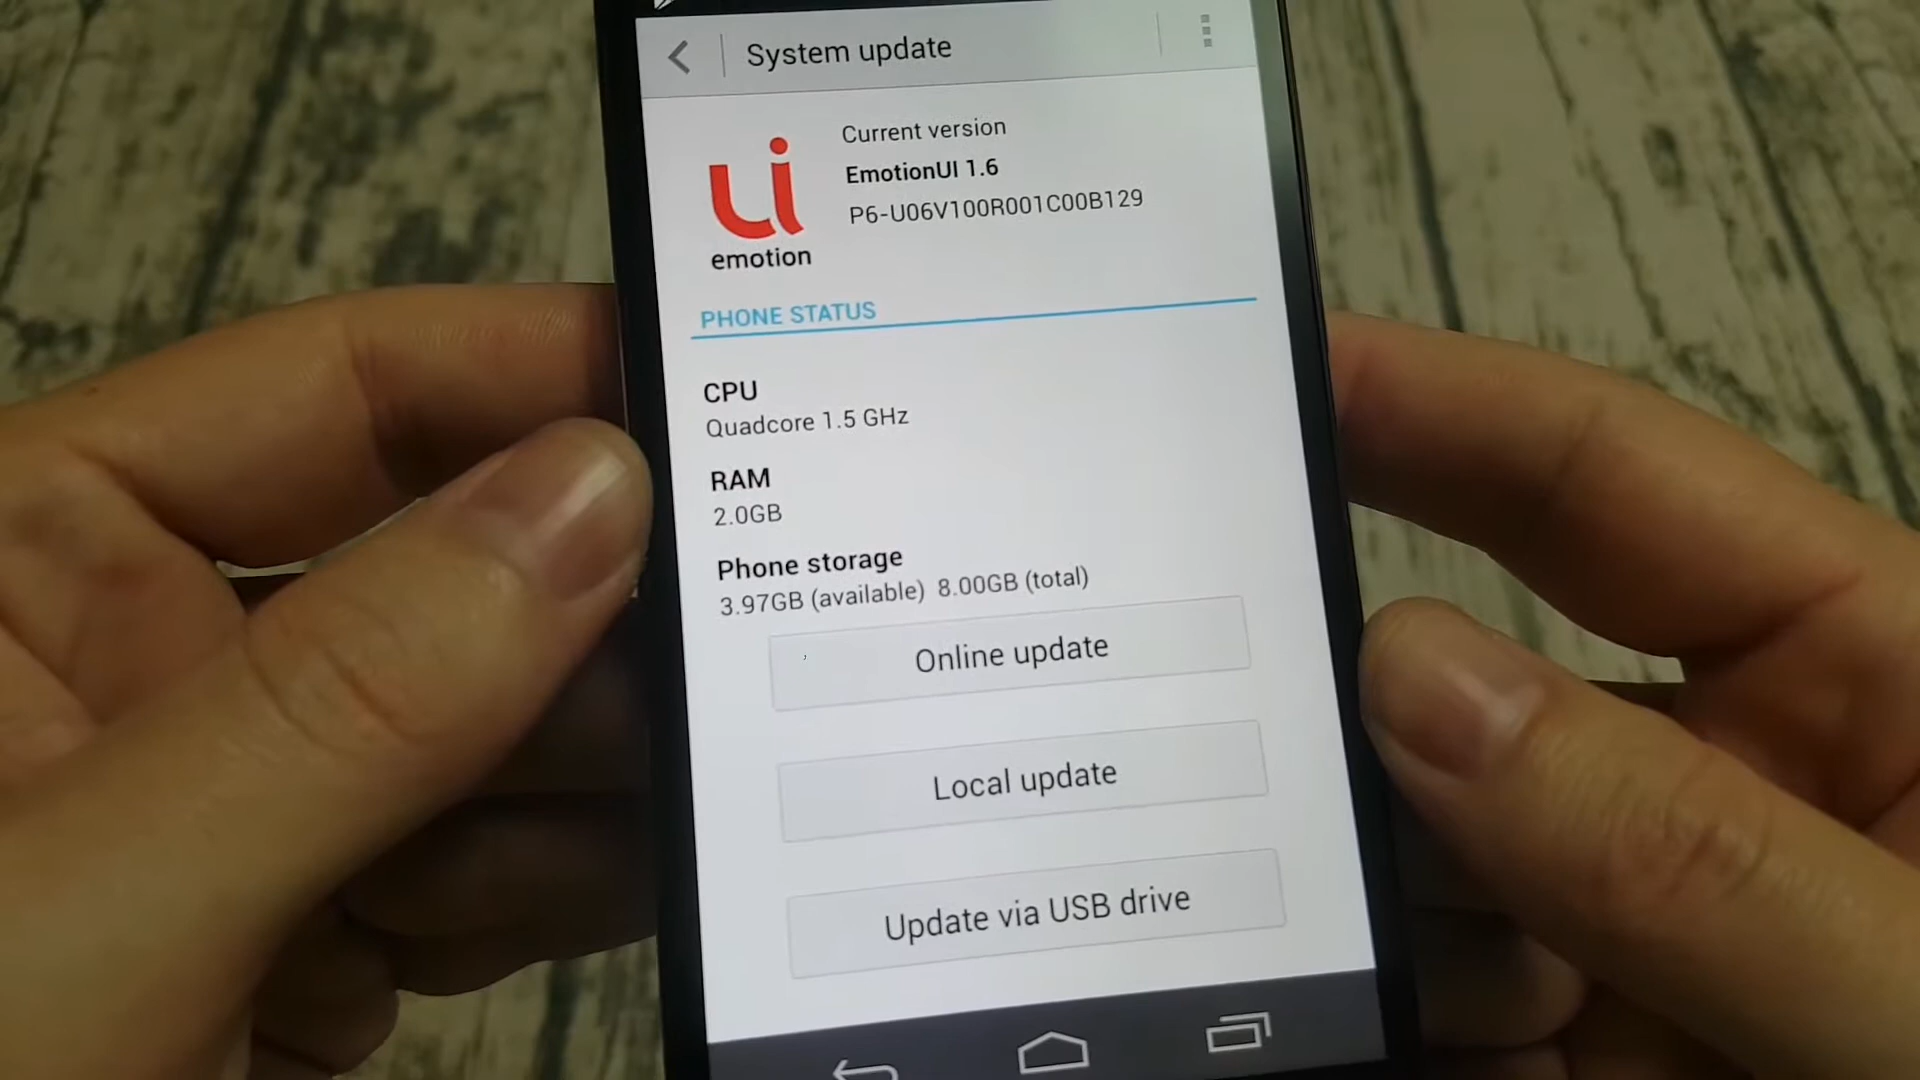 System update
Current version
EmotionUI 1.6
P6-U06V100R001C00B129
emotion
PHONE STATUS
CPU
Quadcore 1.5 GHz
RAM
2.0GB
Phone storage
3.97GB (available) 8.00GB (total)
Online update
Local update
Update via USB drive